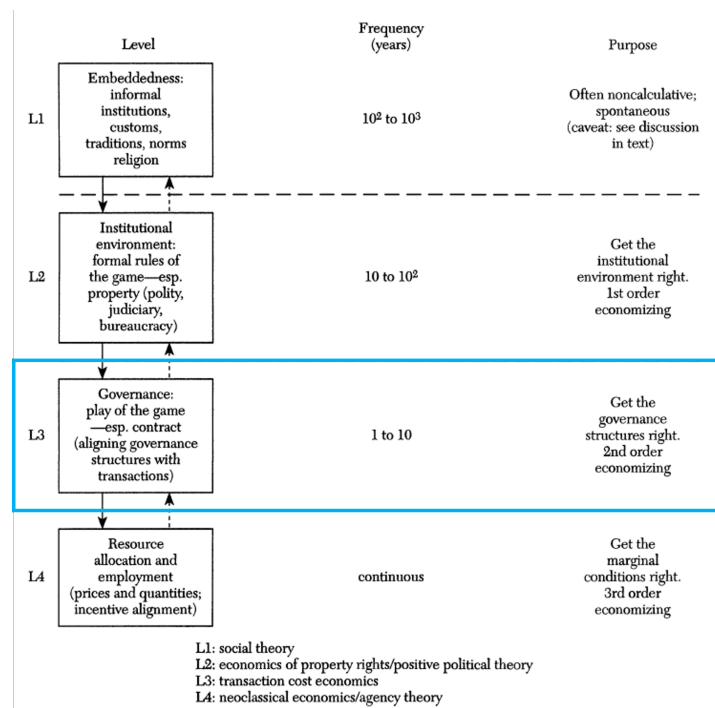 Level
Frequency
(years)
Purpose
L1
Embeddedness:
informal
institutions,
customs,
traditions, norms
religion
10² to 10³
Often noncalculative;
spontaneous
(caveat: see discussion
in text)
L2
Institutional
environment:
formal rules of
the game—esp.
property (polity,
judiciary,
bureaucracy)
10 to 10²
Get the
institutional
environment right.
1st order
economizing
L3
Governance:
play of the game
—esp. contract
(aligning governance
structures with
transactions)
1 to 10
Get the
governance
structures right.
2nd order
economizing
L4
Resource
allocation and
employment
(prices and quantities;
incentive alignment)
continuous
Get the
marginal
conditions right.
3rd order
economizing
L1: social theory
L2: economics of property rights/positive political theory
L3: transaction cost economics
L4: neoclassical economics/agency theory